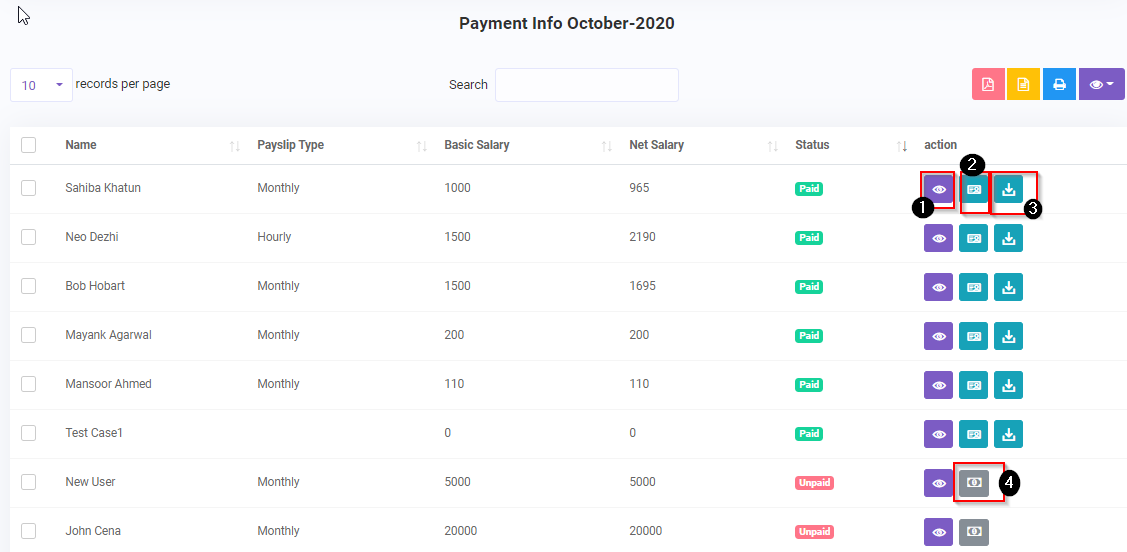 Payment Info October-2020
10 records per page Search
Name Payslip Type Basic Salary Net Salary Status action
2
Sahiba Khatun Monthly 1000 965 Paid
1 3
Neo Dezhi Hourly 1500 2190 Paid
Bob Hobart Monthly 1500 1695 Paid
Mayank Agarwal Monthly 200 200 Paid
Mansoor Ahmed Monthly 110 110 Paid
Test Case1 0 0 Paid
New User Monthly 5000 5000 Unpaid 4
John Cena Monthly 20000 20000 Unpaid